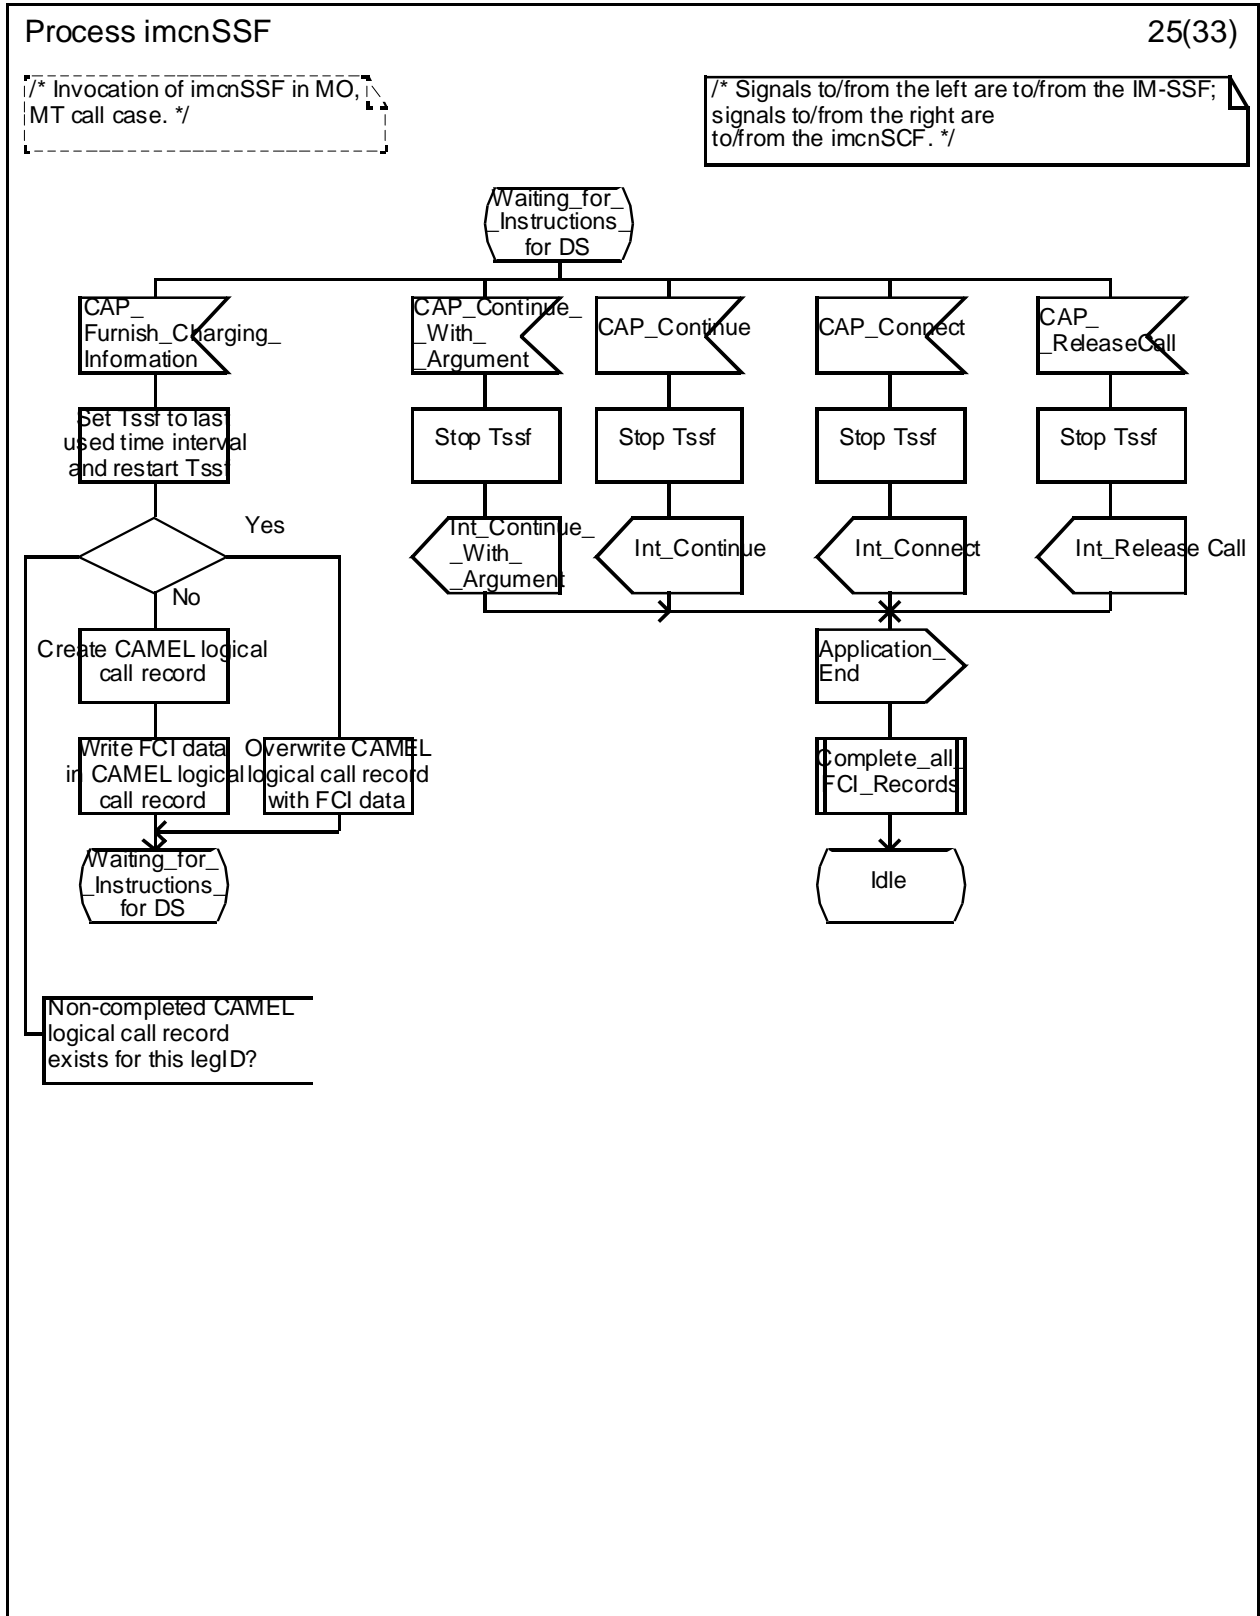 Process imcnSSF
25(33)
/* Invocation of imcnSSF in MO,
MT call case. */
/* Signals to/from the left are to/from the IM-SSF;
signals to/from the right are
to/from the imcnSCF. */
Waiting_for_
_Instructions_
for DS
CAP_
Furnish_Charging_
Information
CAP_Continue_
_With_
_Argument
CAP_Continue
CAP_Connect
CAP_
_ReleaseCall
Set Tssf to last
used time interval
and restart Tssf
Stop Tssf
Stop Tssf
Stop Tssf
Stop Tssf
Yes
No
Int_Continue_
_With_
_Argument
Int_Continue
Int_Connect
Int_Release Call
Create CAMEL logical
call record
Application_
End
Write FCI data
in CAMEL logical
call record
Overwrite CAMEL
logical call record
with FCI data
Complete_all_
FCI_Records
Waiting_for_
_Instructions_
for DS
Idle
Non-completed CAMEL
logical call record
exists for this legID?